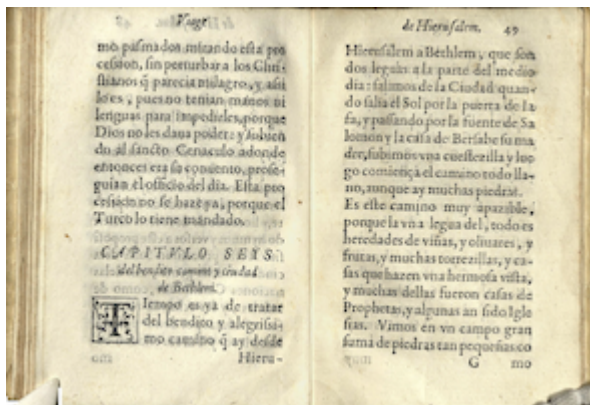 Viage
mo pasmados mirando esta pro
cession, sin perturbar a los Chri-
stianos q̃ parecia milagro, y assi
lo es, pues no tenian manos ni
lenguas para impedirles, porque
Dios no les daua poder: y subien
do al sancto Cenaculo adonde
entonces era su conuento, prose-
guian el officio del dia. Esta pro
cession no se haze ya, porque el
Turco lo tiene mandado.
CAPITVLO SEYS
del bendito camino y ciudad
de Bethlem.
TIempo es ya de tratar
del bendito y alegrissi-
mo camino q̃ ay desde
Hieru-
de Hierusalem. 49
Hierusalem a Bethlem, que son
dos leguas a la parte del medio
dia: salimos de la Ciudad quan-
do salia el Sol por la puerta de Ia
fa, y passando por la fuente de Sa
lomon y la casa de Bersabe su ma
dre, subimos vna cuestezilla y lue
go comiença el camino todo lla-
no, aunque ay muchas piedras.
Es este camino muy apazible,
porque la vna legua del, todo es
heredades de viñas, y oliuares, y
frutas, y muchas torrezillas, y ca-
sas que hazen vna hermosa vista,
y muchas dellas fueron casas de
Prophetas, y algunas an sido Igle
sias. Vimos en vn campo gran
suma de piedras tan pequeñas co
G mo